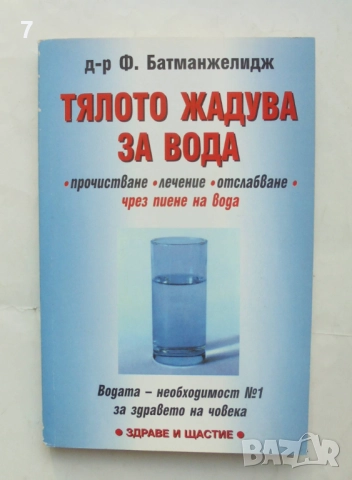 7
д-р Ф. Батманжелидж
ТЯЛОТО ЖАДУВА
ЗА ВОДА
•прочистване •лечение •отслабване•
чрез пиене на вода
Водата – необходимост №1
за здравето на човека
• ЗДРАВЕ И ЩАСТИЕ •
BAZAR